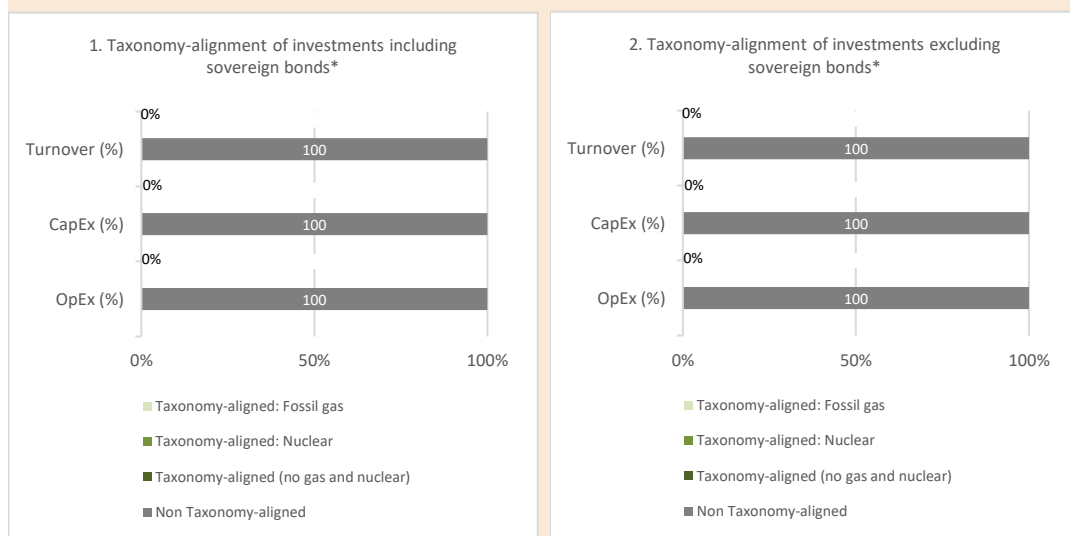 1. Taxonomy-alignment of investments including
sovereign bonds*
0%
Turnover (%)
100
0%
CapEx (%)
100
0%
OpEx (%)
100
0%
50%
100%
Taxonomy-aligned: Fossil gas
Taxonomy-aligned: Nuclear
Taxonomy-aligned (no gas and nuclear)
Non Taxonomy-aligned
2. Taxonomy-alignment of investments excluding
sovereign bonds*
0%
Turnover (%)
100
0%
CapEx (%)
100
0%
OpEx (%)
100
0%
50%
100%
Taxonomy-aligned: Fossil gas
Taxonomy-aligned: Nuclear
Taxonomy-aligned (no gas and nuclear)
Non Taxonomy-aligned